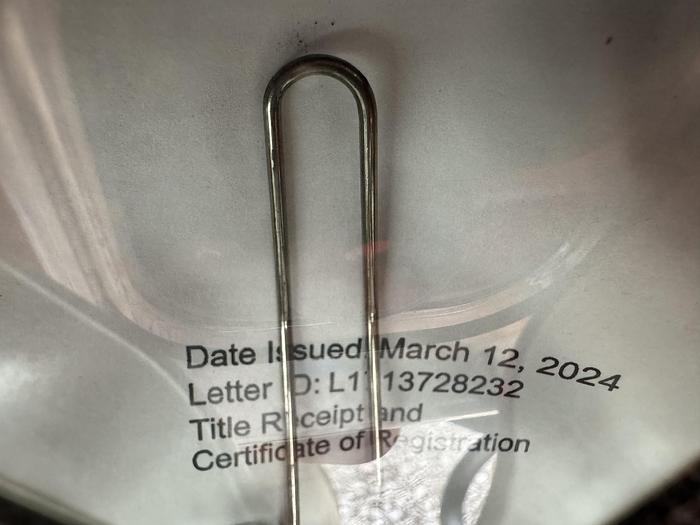 Date Issued: March 12, 2024
Letter ID:
Title Receipt and
Certificate of Registration